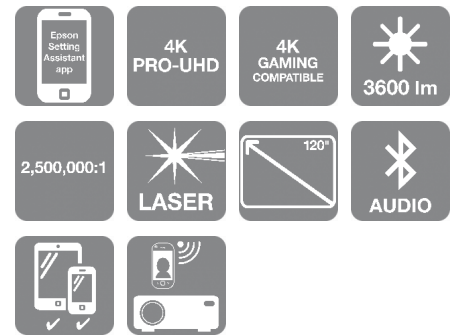 Epson
Setting
Assistant
app
4K
PRO-UHD
4K
GAMING
COMPATIBLE
3600 lm
2,500,000:1
LASER
120"
AUDIO